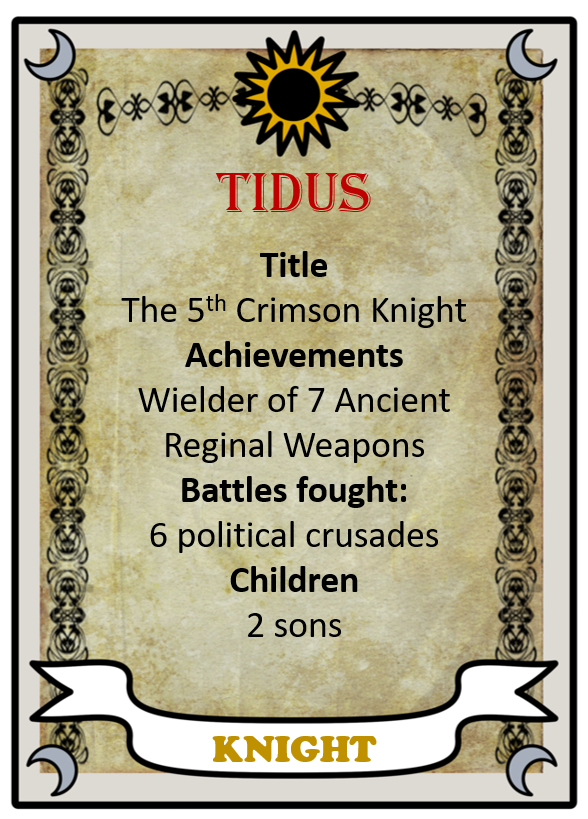 TIDUS
Title
The 5th Crimson Knight
Achievements
Wielder of 7 Ancient
Reginal Weapons
Battles fought:
6 political crusades
Children
2 sons
KNIGHT